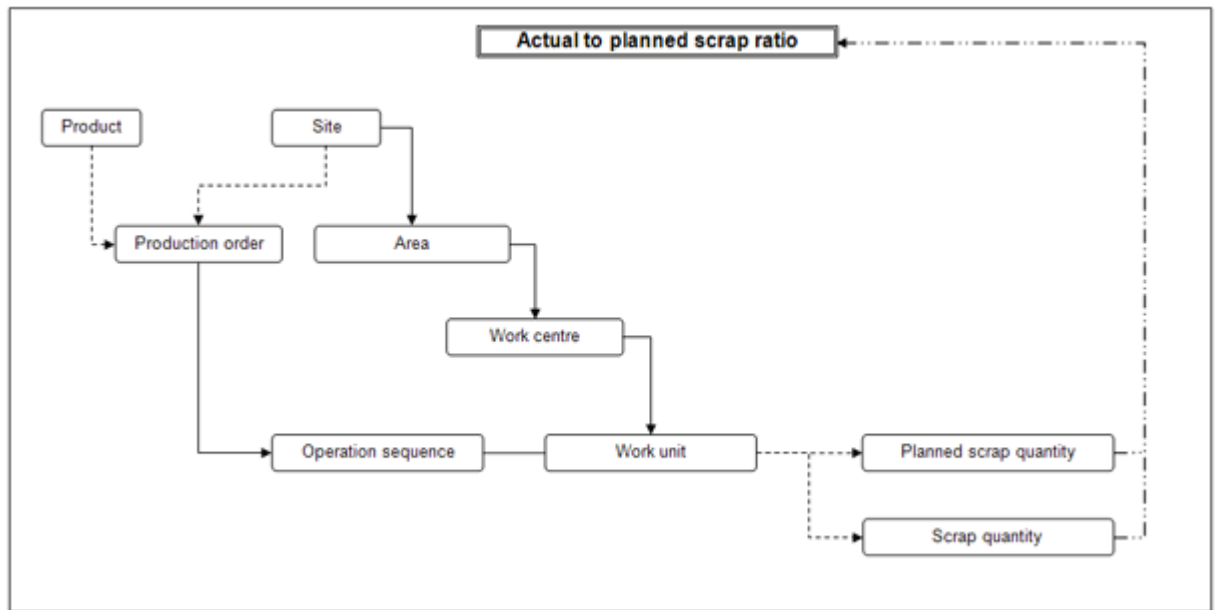 Actual to planned scrap ratio
Product
Site
Production order
Area
Work centre
Operation sequence
Work unit
Planned scrap quantity
Scrap quantity